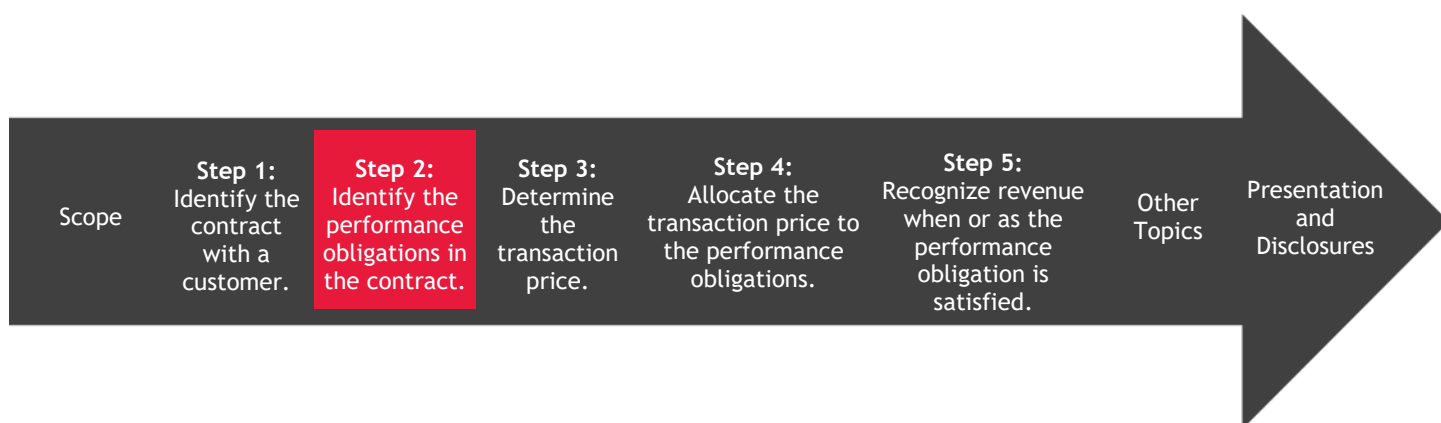 Scope
Step 1:
Identify the
contract
with a
customer.
Step 2:
Identify the
performance
obligations in
the contract.
Step 3:
Determine
the
transaction
price.
Step 4:
Allocate the
transaction price to
the performance
obligations.
Step 5:
Recognize revenue
when or as the
performance
obligation is
satisfied.
Other
Topics
Presentation
and
Disclosures